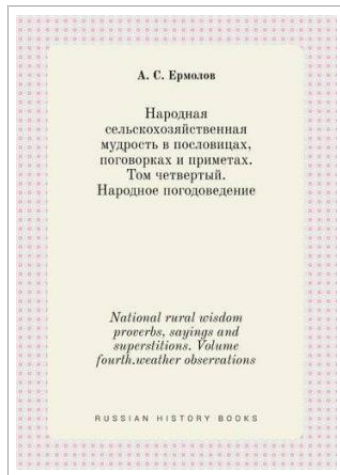 А. С. Ермолов
Народная
сельскохозяйственная
мудрость в пословицах,
поговорках и приметах.
Том четвертый.
Народное погодоведение
National rural wisdom
proverbs, sayings and
superstitions. Volume
fourth.weather observations
RUSSIAN HISTORY BOOKS